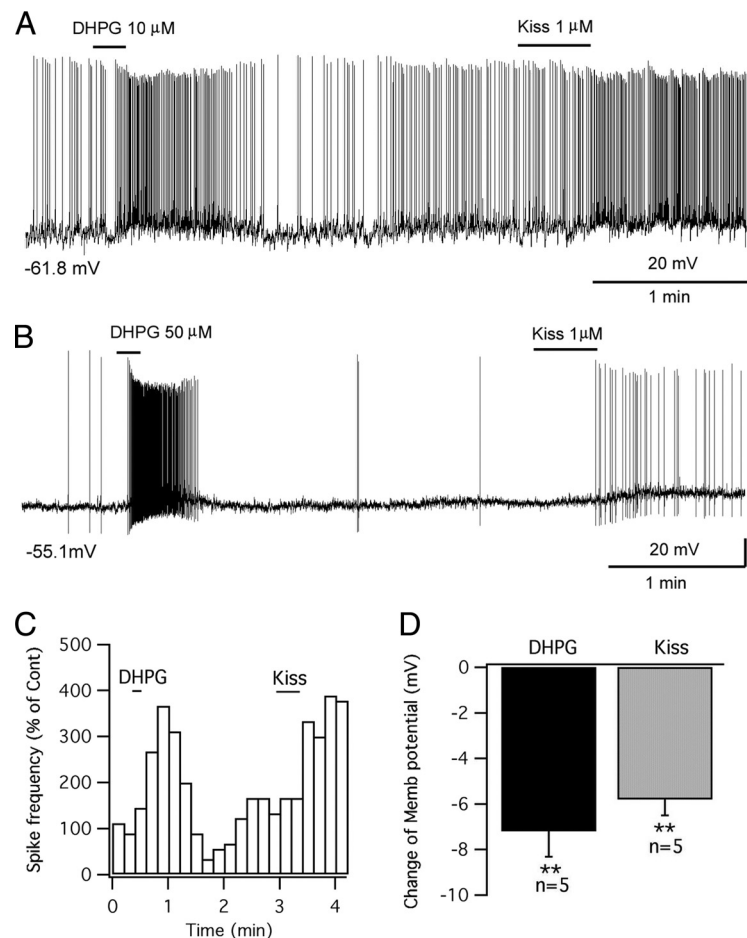 A
DHPG 10 μM
Kiss 1 μM
-61.8 mV
20 mV
1 min
B
DHPG 50 μM
Kiss 1μM
-55.1mV
20 mV
1 min
C
Spike frequency (% of Cont)
500
400
300
200
100
0
DHPG
Kiss
0 1 2 3 4
Time (min)
D
Change of Memb potential (mV)
DHPG
Kiss
0
-2
-4
-6
-8
-10
**
n=5
**
n=5